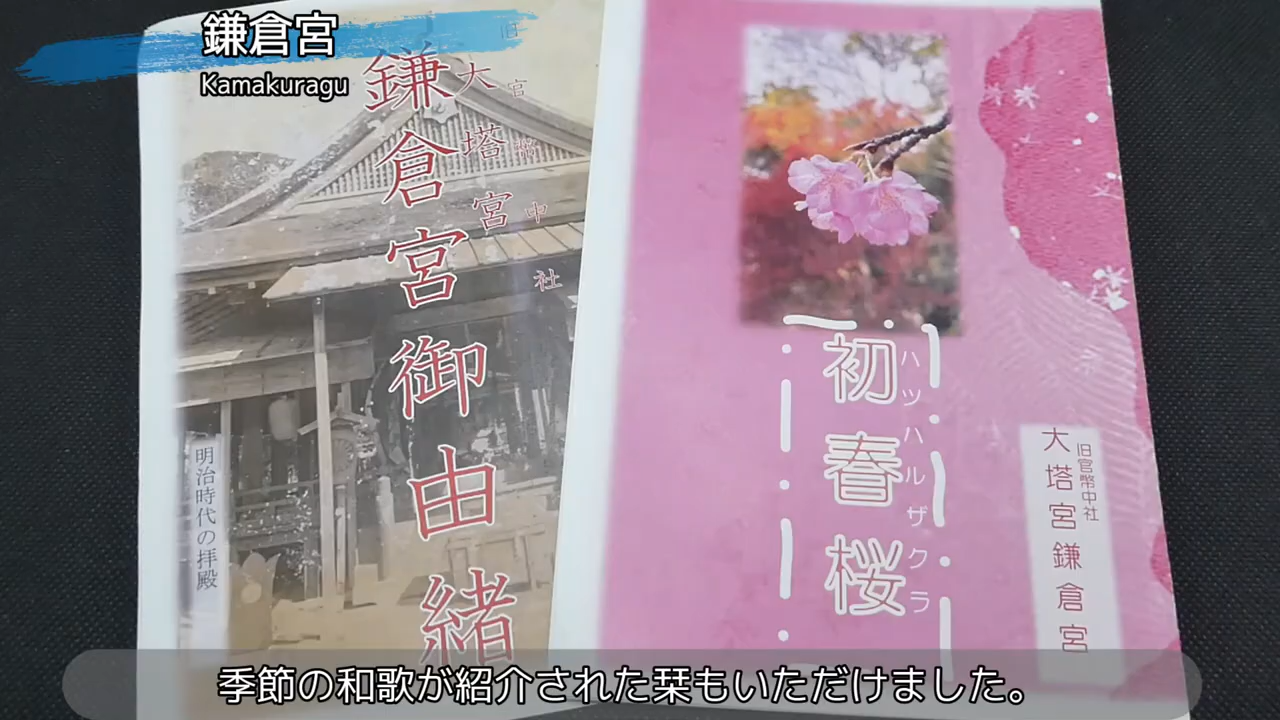 鎌倉宮
Kamakuragu
旧官幣中社
大塔宮
鎌倉宮御由緒
明治時代の拝殿
初春桜
ハツハルザクラ
旧官幣中社
大塔宮鎌倉宮
季節の和歌が紹介された栞もいただけました。